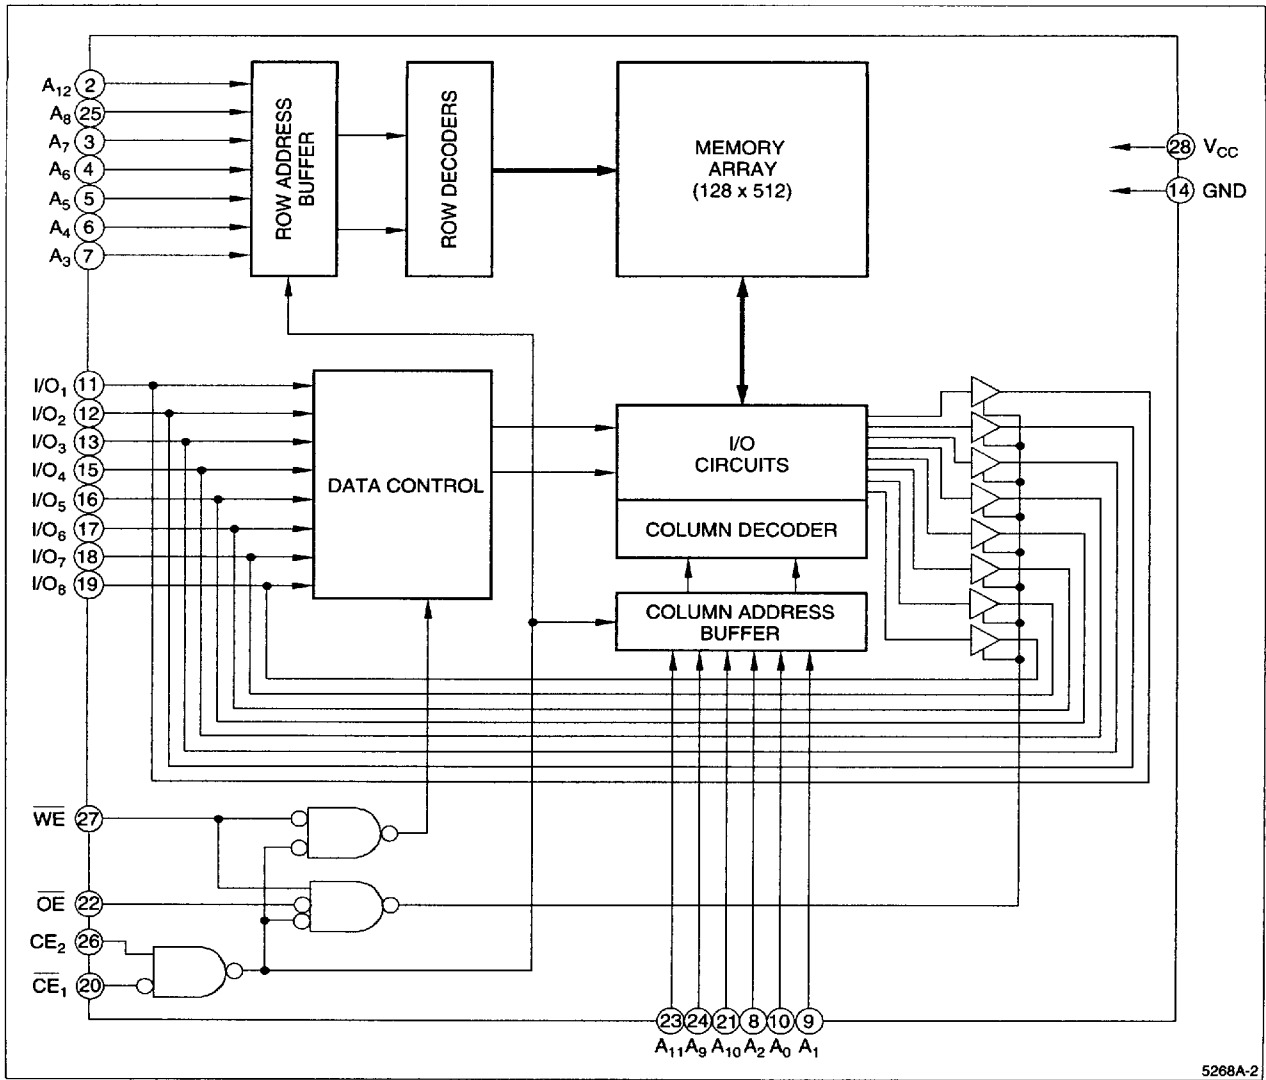 A12 2
A8 25
A7 3
A6 4
A5 5
A4 6
A3 7
ROW ADDRESS
BUFFER
ROW DECODERS
MEMORY
ARRAY
(128 x 512)
28 VCC
14 GND
I/O1 11
I/O2 12
I/O3 13
I/O4 15
I/O5 16
I/O6 17
I/O7 18
I/O8 19
DATA CONTROL
I/O
CIRCUITS
COLUMN DECODER
COLUMN ADDRESS
BUFFER
WE 27
OE 22
CE2 26
CE1 20
23 24 21 8 10 9
A11 A9 A10 A2 A0 A1
5268A-2